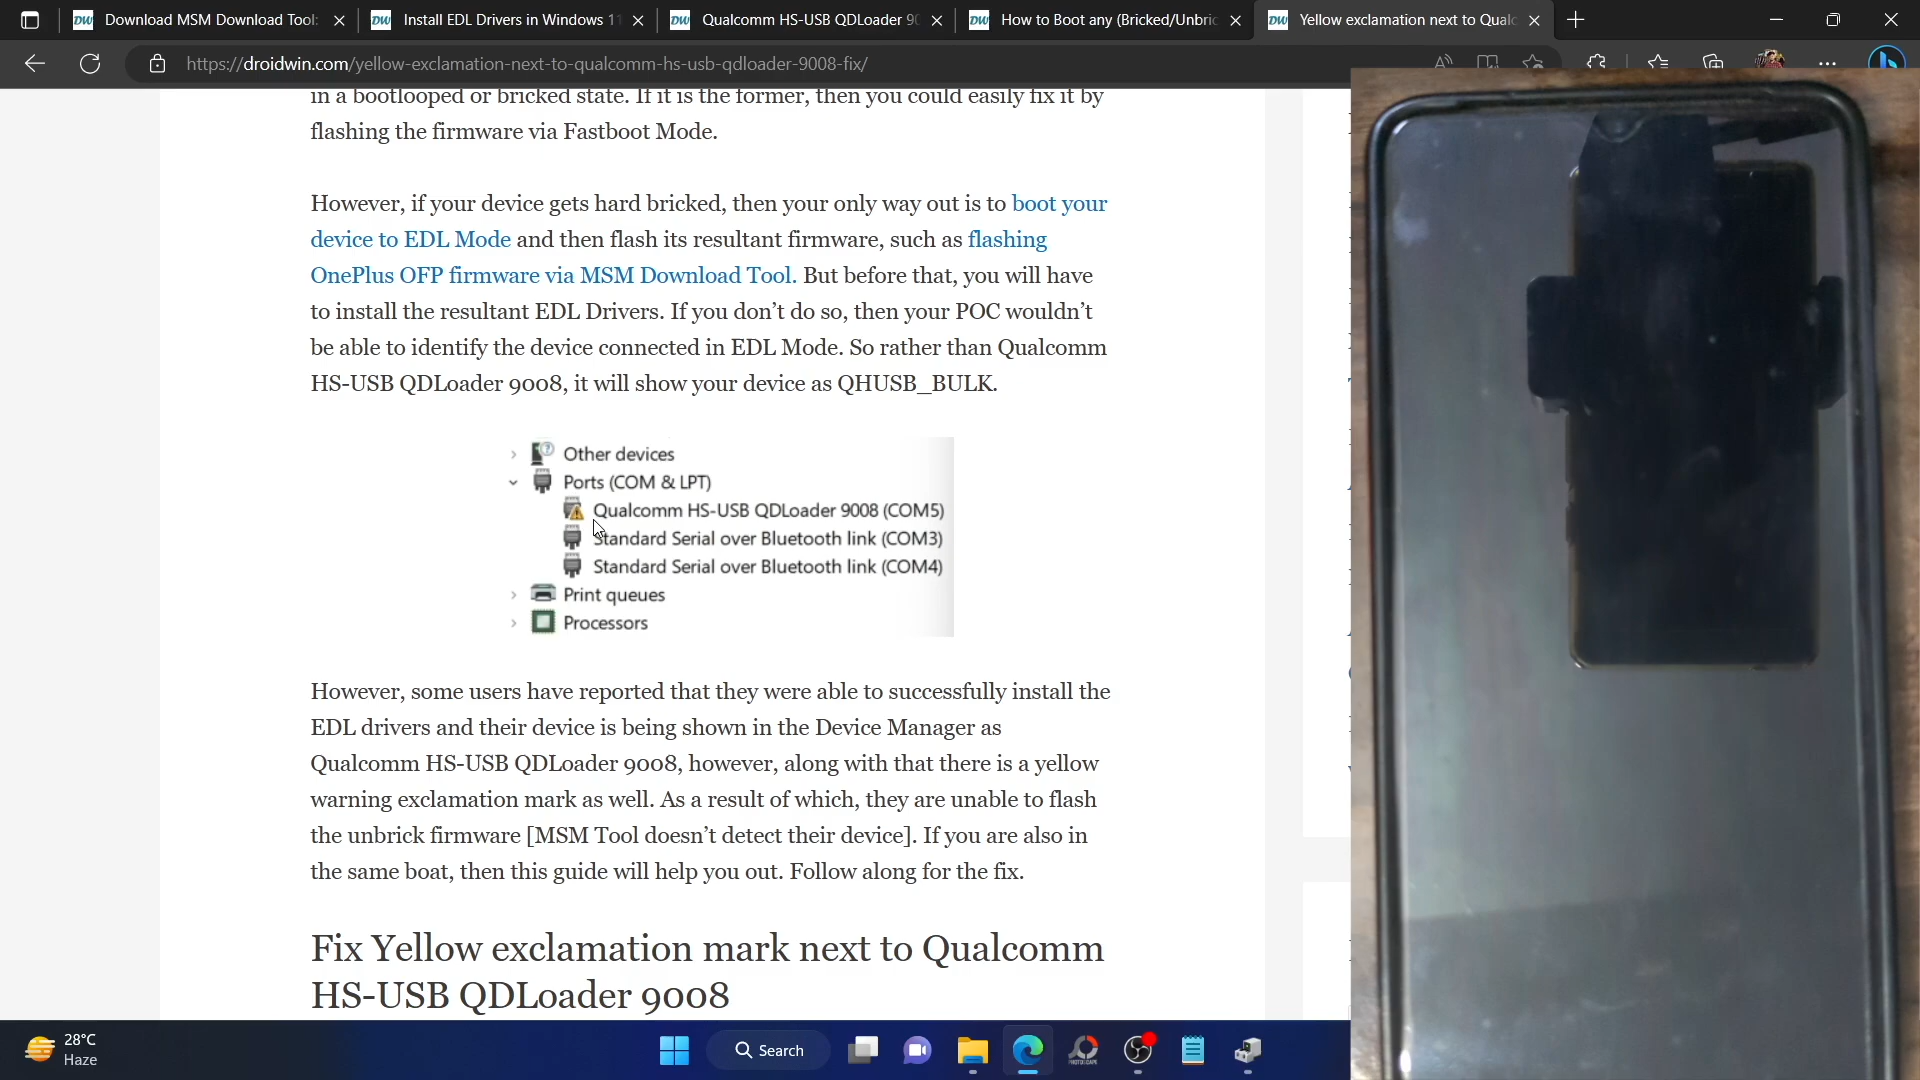 Download MSM Download Tool:
Install EDL Drivers in Windows 11
Qualcomm HS-USB QDLoader 90
How to Boot any (Bricked/Unbric
Yellow exclamation next to Qualc
https://droidwin.com/yellow-exclamation-next-to-qualcomm-hs-usb-qdloader-9008-fix/
in a bootlooped or bricked state. If it is the former, then you could easily fix it by
flashing the firmware via Fastboot Mode.
However, if your device gets hard bricked, then your only way out is to boot your
device to EDL Mode and then flash its resultant firmware, such as flashing
OnePlus OFP firmware via MSM Download Tool. But before that, you will have
to install the resultant EDL Drivers. If you don't do so, then your POC wouldn't
be able to identify the device connected in EDL Mode. So rather than Qualcomm
HS-USB QDLoader 9008, it will show your device as QHUSB_BULK.
Other devices
Ports (COM & LPT)
Qualcomm HS-USB QDLoader 9008 (COM5)
Standard Serial over Bluetooth link (COM3)
Standard Serial over Bluetooth link (COM4)
Print queues
Processors
However, some users have reported that they were able to successfully install the
EDL drivers and their device is being shown in the Device Manager as
Qualcomm HS-USB QDLoader 9008, however, along with that there is a yellow
warning exclamation mark as well. As a result of which, they are unable to flash
the unbrick firmware [MSM Tool doesn't detect their device]. If you are also in
the same boat, then this guide will help you out. Follow along for the fix.
Fix Yellow exclamation mark next to Qualcomm
HS-USB QDLoader 9008
28°C
Haze
Search